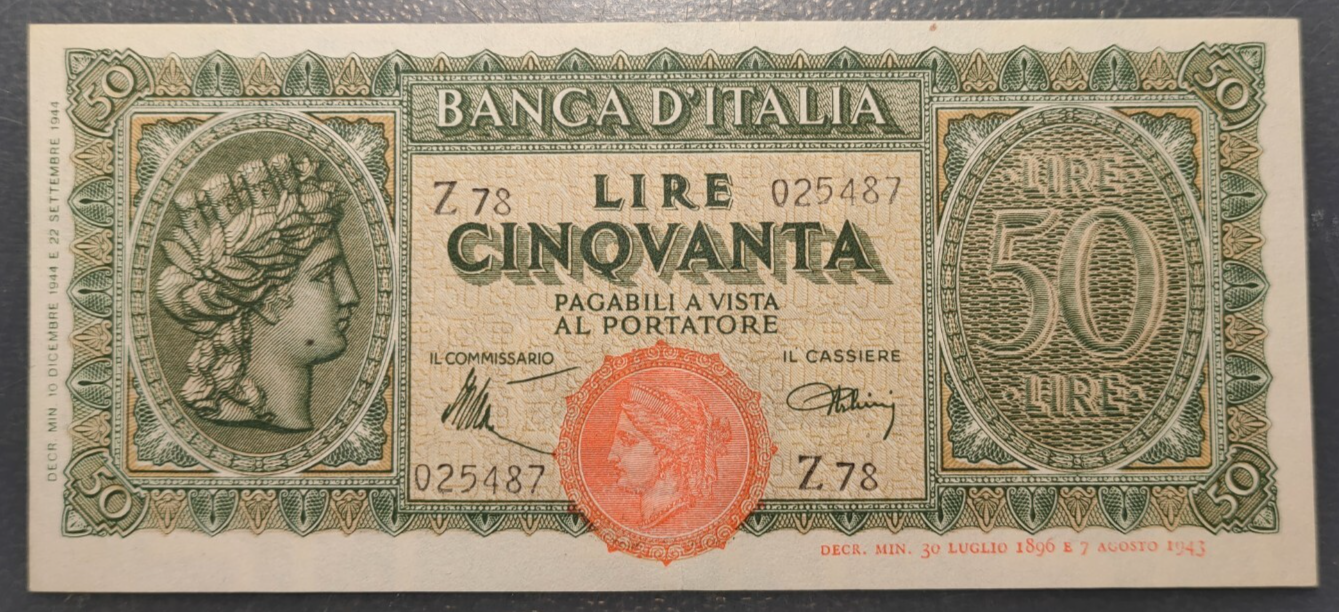 DECR. MIN. 10 DICEMBRE 1944 E 22 SETTEMBRE 1944
50
50
BANCA D'ITALIA
Z 78
LIRE
025487
CINQVANTA
PAGABILI A VISTA
AL PORTATORE
IL COMMISSARIO
IL CASSIERE
025487
Z 78
LIRE
50
LIRE
50
50
DECR. MIN. 30 LUGLIO 1896 E 7 AGOSTO 1943